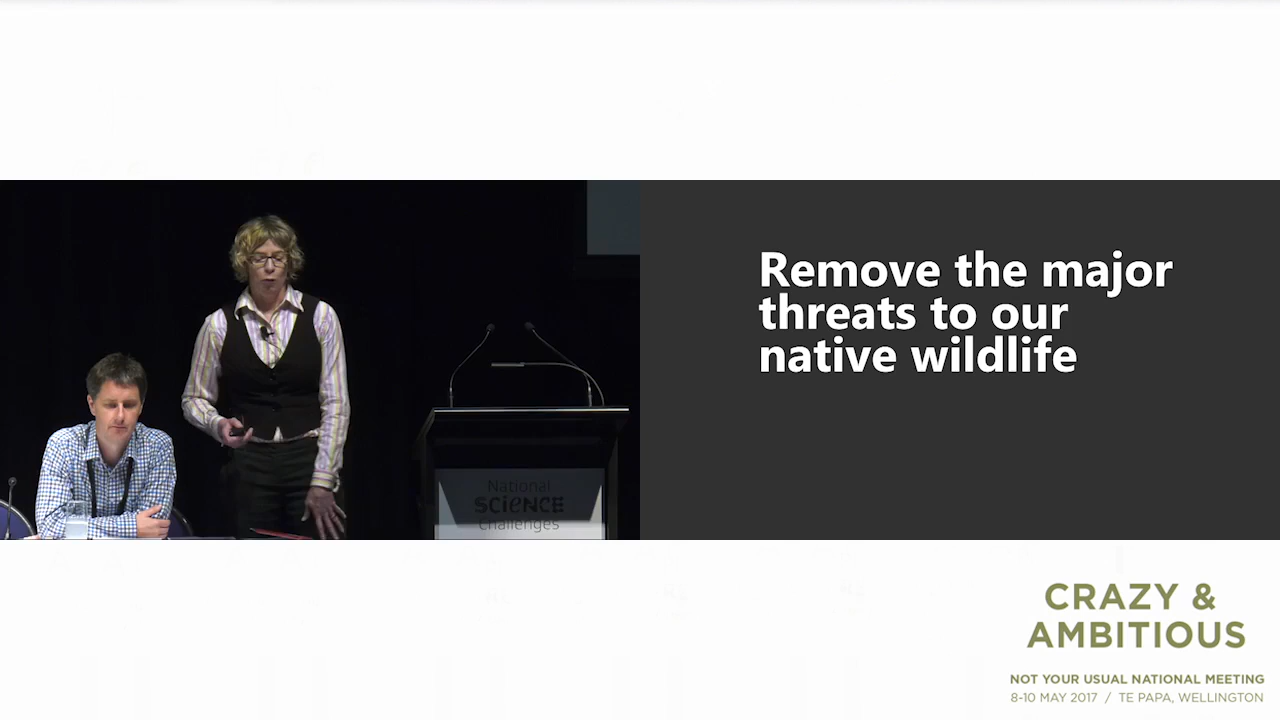 Remove the major
threats to our
native wildlife
National
SCIENCE
Challenges
CRAZY &
AMBITIOUS
NOT YOUR USUAL NATIONAL MEETING
8-10 MAY 2017 / TE PAPA, WELLINGTON